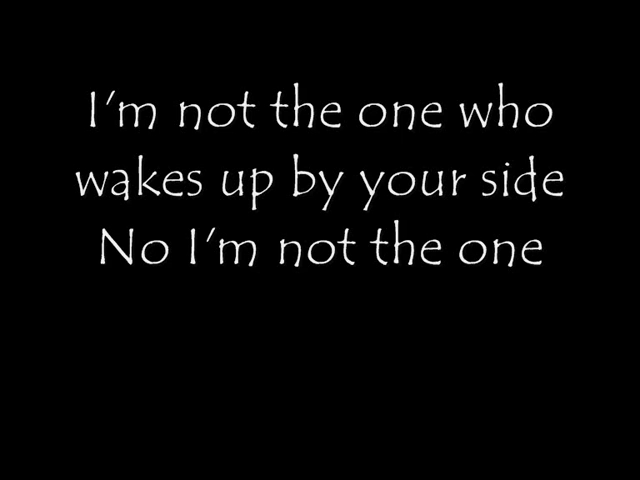 I'm not the one who
wakes up by your side
No I'm not the one